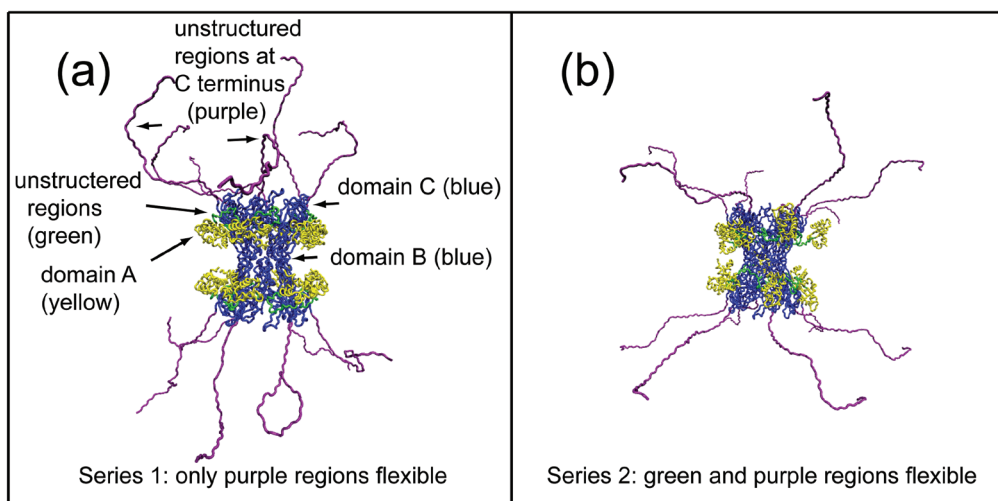 (a)
unstructured
regions at
C terminus
(purple)
unstructered
regions
(green)
domain A
(yellow)
domain C (blue)
domain B (blue)
Series 1: only purple regions flexible
(b)
Series 2: green and purple regions flexible